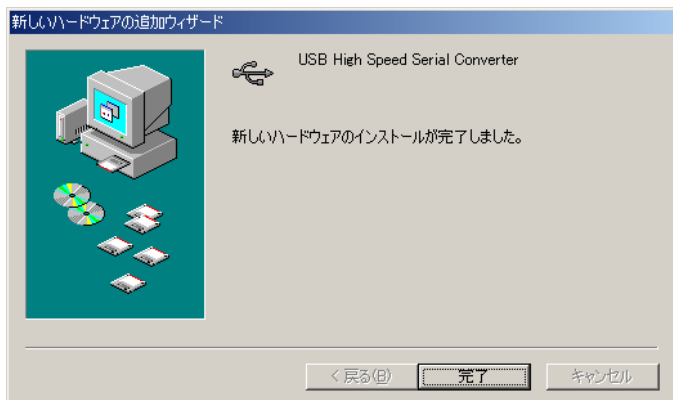 新しいハードウェアの追加ウィザード
USB High Speed Serial Converter
新しいハードウェアのインストールが完了しました。
< 戻る(B)
完了
キャンセル